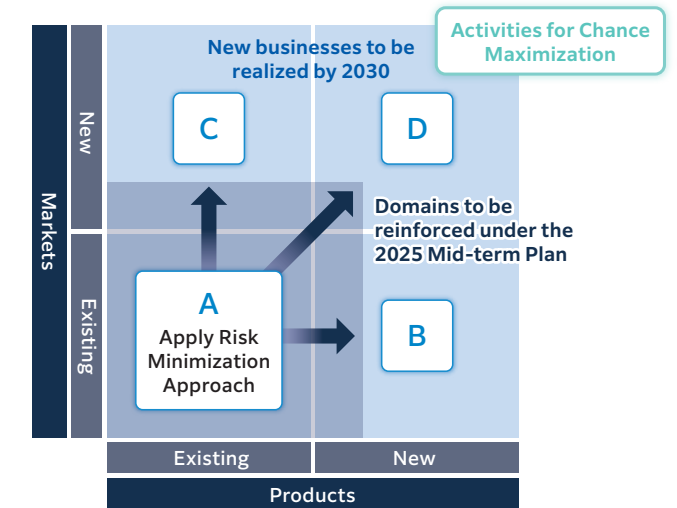 Activities for Chance
Maximization
New businesses to be
realized by 2030
C
D
New
Markets
Domains to be
reinforced under the
2025 Mid-term Plan
A
Apply Risk
Minimization
Approach
B
Existing
Existing
New
Products